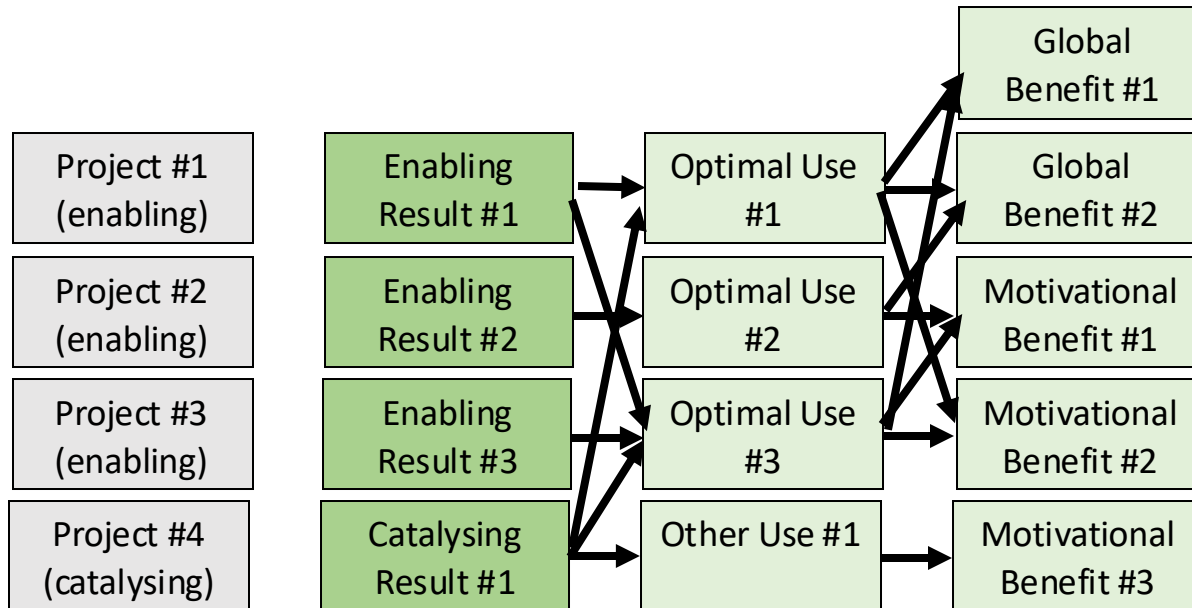 Global
Benefit #1
Project #1
(enabling)
Enabling
Result #1
Optimal Use
#1
Global
Benefit #2
Project #2
(enabling)
Enabling
Result #2
Optimal Use
#2
Motivational
Benefit #1
Project #3
(enabling)
Enabling
Result #3
Optimal Use
#3
Motivational
Benefit #2
Project #4
(catalysing)
Catalysing
Result #1
Other Use #1
Motivational
Benefit #3